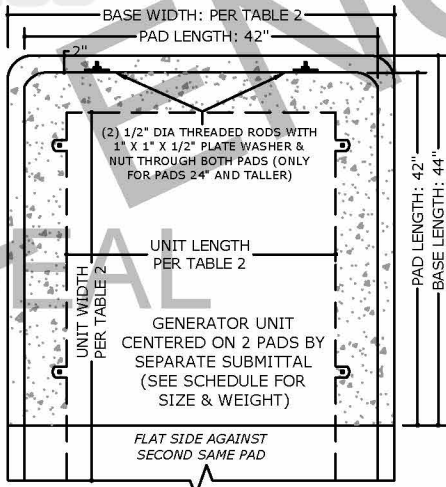 BASE WIDTH: PER TABLE 2
PAD LENGTH: 42"
2"
(2) 1/2" DIA THREADED RODS WITH
1" X 1" X 1/2" PLATE WASHER &
NUT THROUGH BOTH PADS (ONLY
FOR PADS 24" AND TALLER)
UNIT LENGTH
PER TABLE 2
UNIT WIDTH
PER TABLE 2
PAD LENGTH: 42"
BASE LENGTH: 44"
GENERATOR UNIT
CENTERED ON 2 PADS BY
SEPARATE SUBMITTAL
(SEE SCHEDULE FOR
SIZE & WEIGHT)
FLAT SIDE AGAINST
SECOND SAME PAD
ENG
EAL